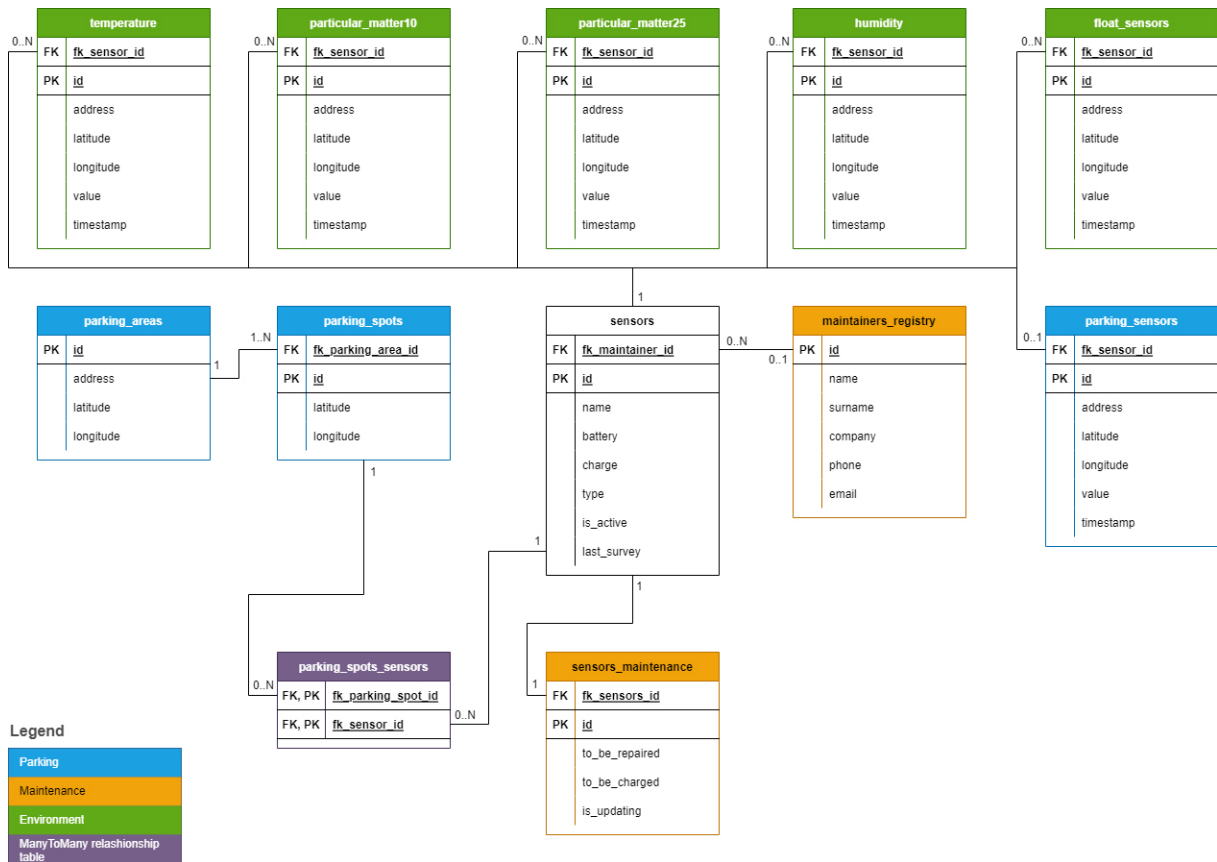 temperature
0..N
FK fk_sensor_id
PK id
address
latitude
longitude
value
timestamp
particular_matter10
0..N
FK fk_sensor_id
PK id
address
latitude
longitude
value
timestamp
particular_matter25
0..N
FK fk_sensor_id
PK id
address
latitude
longitude
value
timestamp
humidity
0..N
FK fk_sensor_id
PK id
address
latitude
longitude
value
timestamp
float_sensors
0..N
FK fk_sensor_id
PK id
address
latitude
longitude
value
timestamp
parking_areas
PK id
address
latitude
longitude
1
1..N
parking_spots
FK fk_parking_area_id
PK id
latitude
longitude
1
1
sensors
FK fk_maintainer_id
PK id
name
battery
charge
type
is_active
last_survey
0..N
0..1
1
1
maintainers_registry
PK id
name
surname
company
phone
email
parking_sensors
0..1
FK fk_sensor_id
PK id
address
latitude
longitude
value
timestamp
parking_spots_sensors
0..N
FK, PK fk_parking_spot_id
FK, PK fk_sensor_id
0..N
sensors_maintenance
1
FK fk_sensors_id
PK id
to_be_repaired
to_be_charged
is_updating
Legend
Parking
Maintenance
Environment
ManyToMany relashionship
table